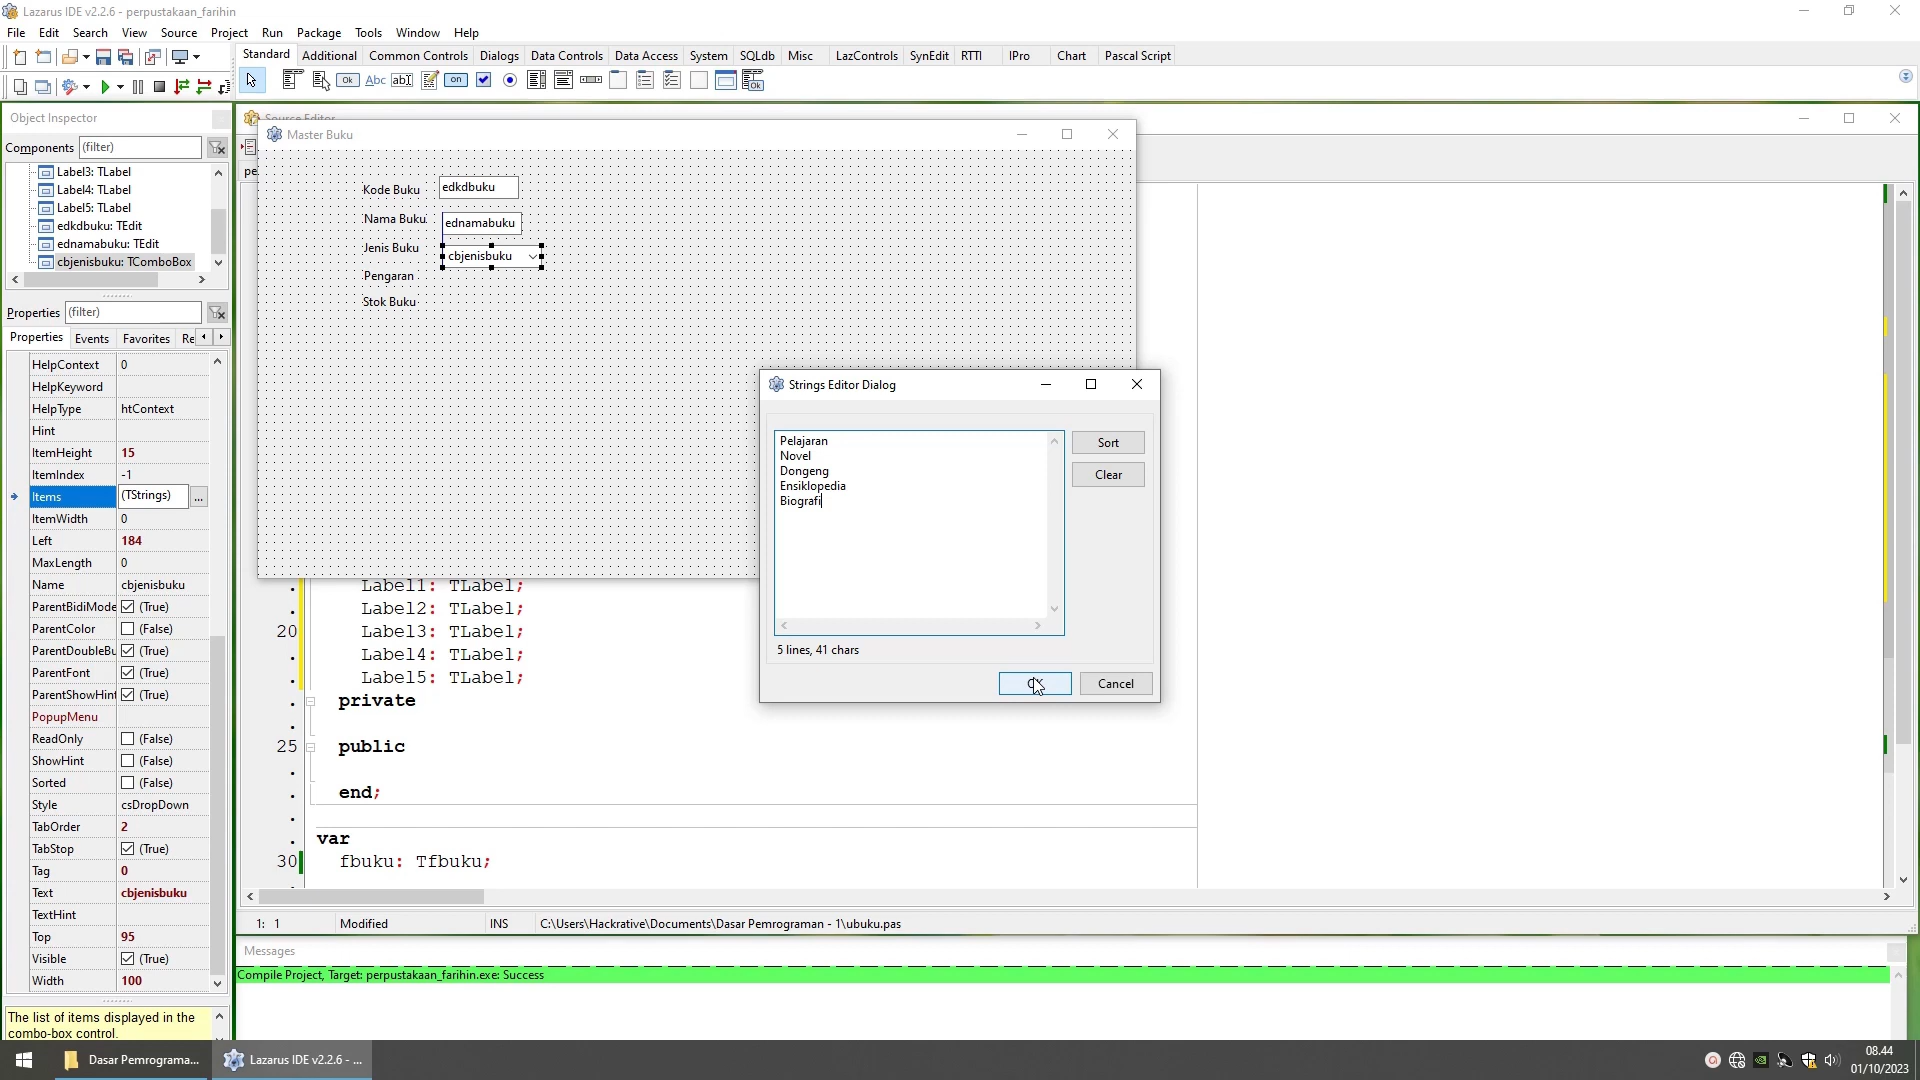 Lazarus IDE v2.2.6 - perpustakaan_farihin
File Edit Search View Source Project Run Package Tools Window Help
Standard Additional Common Controls Dialogs Data Controls Data Access System SQLdb Misc LazControls SynEdit RTTI IPro Chart Pascal Script
Ok Abc ab on Ok
Object Inspector
Components (filter)
Label3: TLabel
Label4: TLabel
Label5: TLabel
edkdbuku: TEdit
ednamabuku: TEdit
cbjenisbuku: TComboBox
Properties (filter)
Properties Events Favorites Re
HelpContext 0
HelpKeyword
HelpType htContext
Hint
ItemHeight 15
ItemIndex -1
Items (TStrings) ...
ItemWidth 0
Left 184
MaxLength 0
Name cbjenisbuku
ParentBidiMode (True)
ParentColor (False)
ParentDoubleBu (True)
ParentFont (True)
ParentShowHint (True)
PopupMenu
ReadOnly (False)
ShowHint (False)
Sorted (False)
Style csDropDown
TabOrder 2
TabStop (True)
Tag 0
Text cbjenisbuku
TextHint
Top 95
Visible (True)
Width 100
The list of items displayed in the
combo-box control.
Source Editor
pe
Master Buku
Kode Buku edkdbuku
Nama Buku ednamabuku
Jenis Buku cbjenisbuku
Pengaran
Stok Buku
Strings Editor Dialog
Pelajaran
Novel
Dongeng
Ensiklopedia
Biografi
Sort
Clear
5 lines, 41 chars
Cancel
Label1: TLabel;
Label2: TLabel;
20 Label3: TLabel;
Label4: TLabel;
Label5: TLabel;
private
25 public
end;
var
30 fbuku: Tfbuku;
1: 1 Modified INS C:\Users\Hackrative\Documents\Dasar Pemrograman - 1\ubuku.pas
Messages
Compile Project, Target: perpustakaan_farihin.exe: Success
Dasar Pemrograma... Lazarus IDE v2.2.6 - ...
08.44
01/10/2023